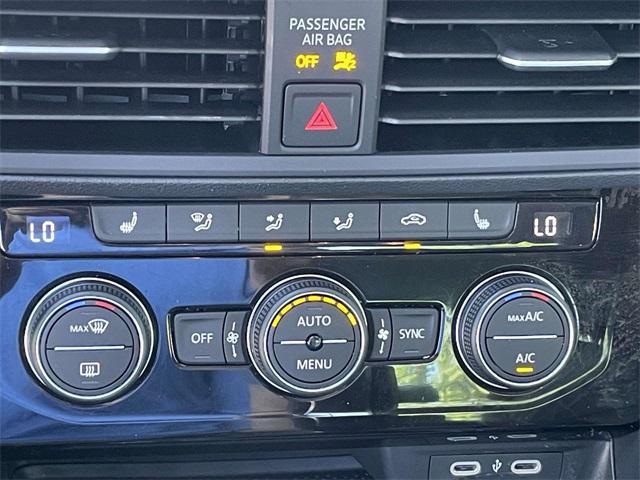 PASSENGER
AIR BAG
OFF
LO
LO
MAX
OFF
AUTO
MENU
SYNC
MAX A/C
A/C